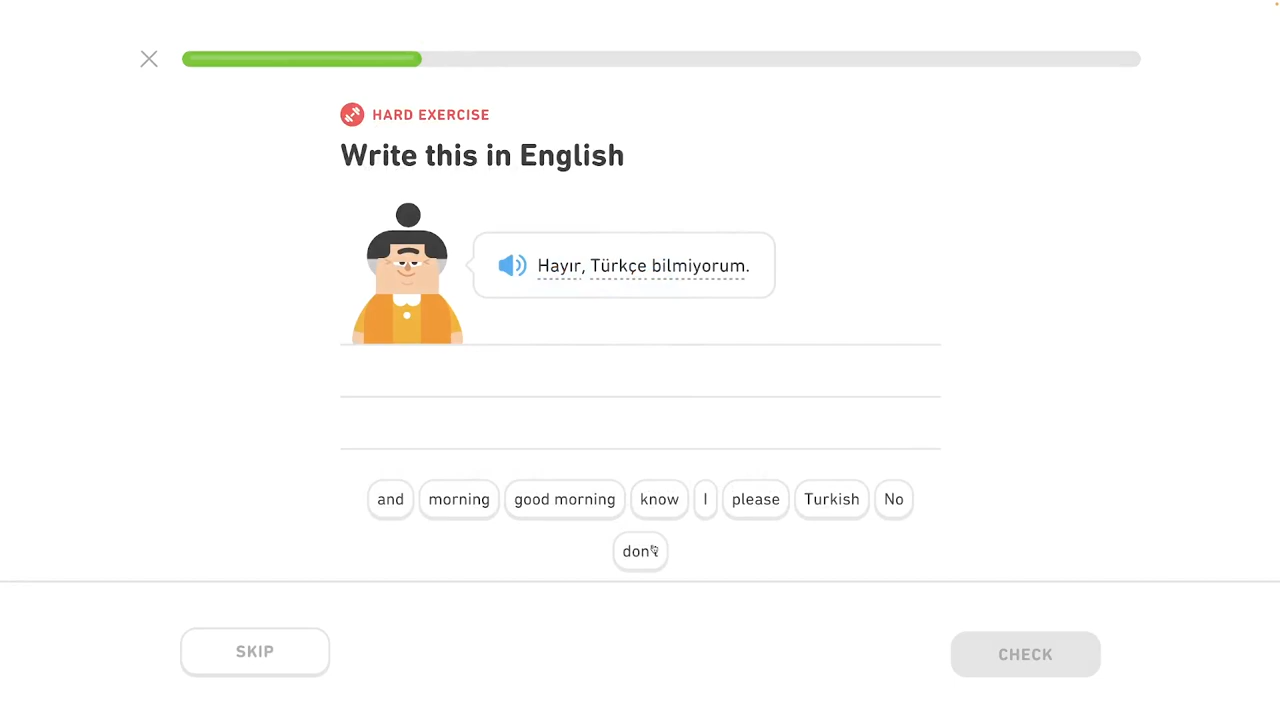 HARD EXERCISE
Write this in English
Hayır, Türkçe bilmiyorum.
and morning good morning know I please Turkish No
SKIP
CHECK